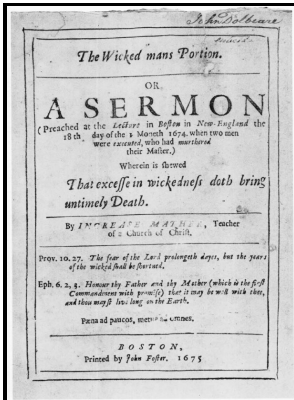 John Dolbeare
The Wicked mans Portion.
OR,
A SERMON
(Preached at the Lecture in Boston in New-England the
18th day of the 1 Moneth 1674. when two men
were executed, who had murthered
their Master.)
Wherein is shewed
That excesse in wickedness doth bring
untimely Death.
By INCREASE MATHER, Teacher
of a Church of Christ.
Prov. 10. 27. The fear of the Lord prolongeth dayes, but the years
of the wicked shall be shortned.
Eph. 6. 2, 3. Honour thy Father and thy Mother (which is the first
Commandment with promise) that it may be well with thee,
and thou mayst live long on the Earth.
Pœna ad paucos, metus ad omnes.
BOSTON,
Printed by John Foster. 1675